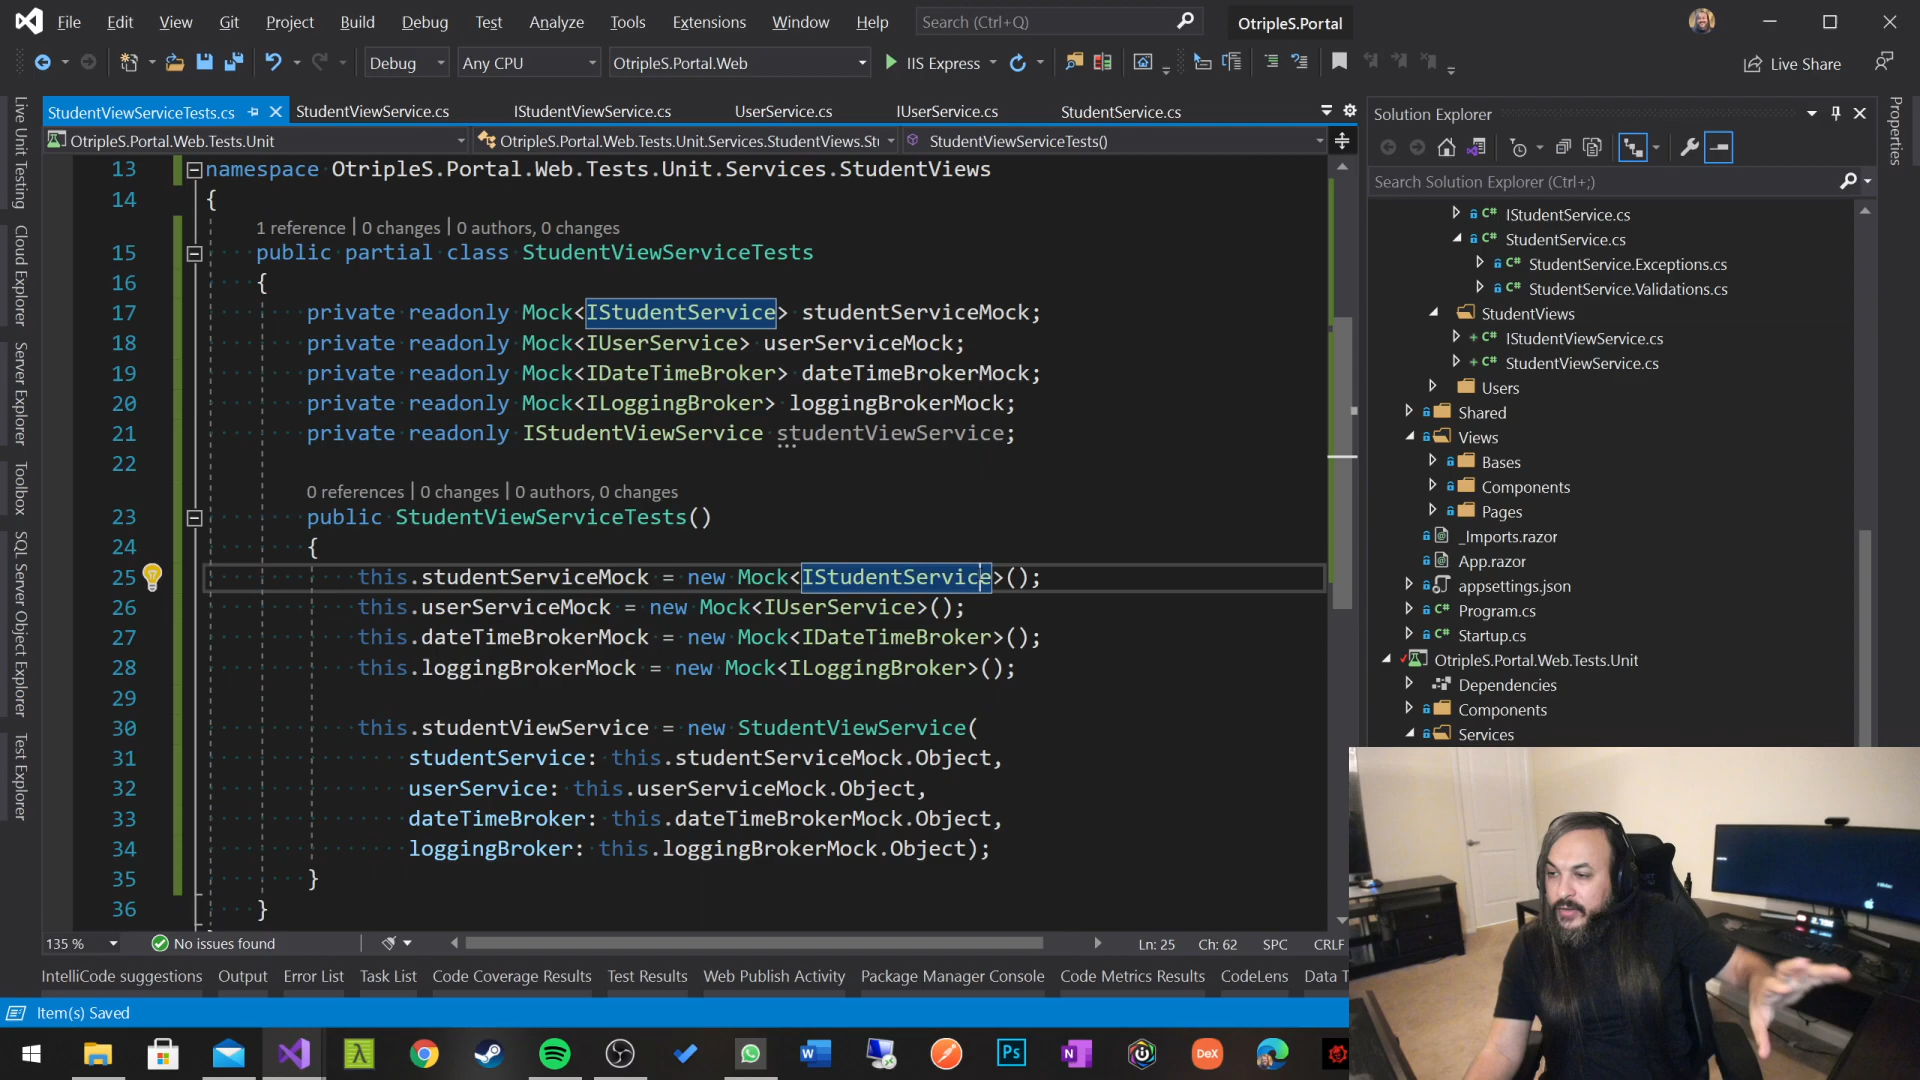 File Edit View Git Project Build Debug Test Analyze Tools Extensions Window Help Search (Ctrl+Q) OtripleS.Portal
Debug Any CPU OtripleS.Portal.Web IIS Express Live Share
StudentViewServiceTests.cs StudentViewService.cs IStudentViewService.cs UserService.cs IUserService.cs StudentService.cs
OtripleS.Portal.Web.Tests.Unit OtripleS.Portal.Web.Tests.Unit.Services.StudentViews.St StudentViewServiceTests()
Live Unit Testing
Cloud Explorer
Server Explorer
Toolbox
SQL Server Object Explorer
Test Explorer
13 namespace OtripleS.Portal.Web.Tests.Unit.Services.StudentViews
14 {
1 reference | 0 changes | 0 authors, 0 changes
15 public partial class StudentViewServiceTests
16 {
17 private readonly Mock<IStudentService> studentServiceMock;
18 private readonly Mock<IUserService> userServiceMock;
19 private readonly Mock<IDateTimeBroker> dateTimeBrokerMock;
20 private readonly Mock<ILoggingBroker> loggingBrokerMock;
21 private readonly IStudentViewService studentViewService;
22
0 references | 0 changes | 0 authors, 0 changes
23 public StudentViewServiceTests()
24 {
25 this.studentServiceMock = new Mock<IStudentService>();
26 this.userServiceMock = new Mock<IUserService>();
27 this.dateTimeBrokerMock = new Mock<IDateTimeBroker>();
28 this.loggingBrokerMock = new Mock<ILoggingBroker>();
29
30 this.studentViewService = new StudentViewService(
31 studentService: this.studentServiceMock.Object,
32 userService: this.userServiceMock.Object,
33 dateTimeBroker: this.dateTimeBrokerMock.Object,
34 loggingBroker: this.loggingBrokerMock.Object);
35 }
36 }
135 % No issues found Ln: 25 Ch: 62 SPC CRLF
IntelliCode suggestions Output Error List Task List Code Coverage Results Test Results Web Publish Activity Package Manager Console Code Metrics Results CodeLens Data T
Item(s) Saved
Solution Explorer
Search Solution Explorer (Ctrl+;)
C# IStudentService.cs
C# StudentService.cs
C# StudentService.Exceptions.cs
C# StudentService.Validations.cs
StudentViews
C# IStudentViewService.cs
C# StudentViewService.cs
Users
Shared
Views
Bases
Components
Pages
_Imports.razor
App.razor
appsettings.json
C# Program.cs
C# Startup.cs
OtripleS.Portal.Web.Tests.Unit
Dependencies
Components
Services
Properties
Ps
DeX